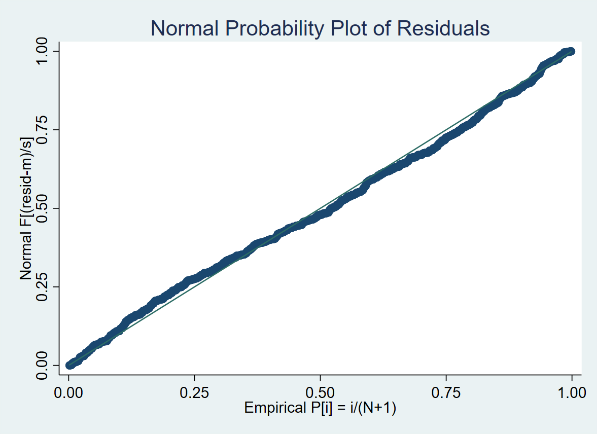 Normal Probability Plot of Residuals
Normal F[(resid-m)/s]
1.00
0.75
0.50
0.25
0.00
0.00 0.25 0.50 0.75 1.00
Empirical P[i] = i/(N+1)